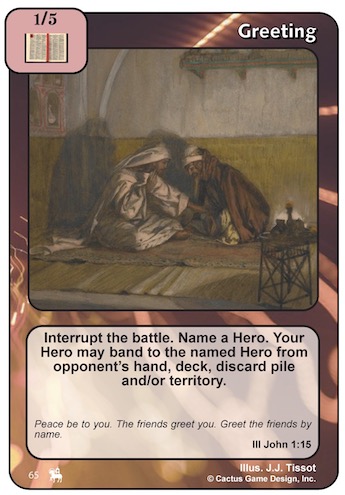 1/5
Greeting
Interrupt the battle. Name a Hero. Your
Hero may band to the named Hero from
opponent's hand, deck, discard pile
and/or territory.
Peace be to you. The friends greet you. Greet the friends by
name.
III John 1:15
65
Illus. J.J. Tissot
© Cactus Game Design, Inc.